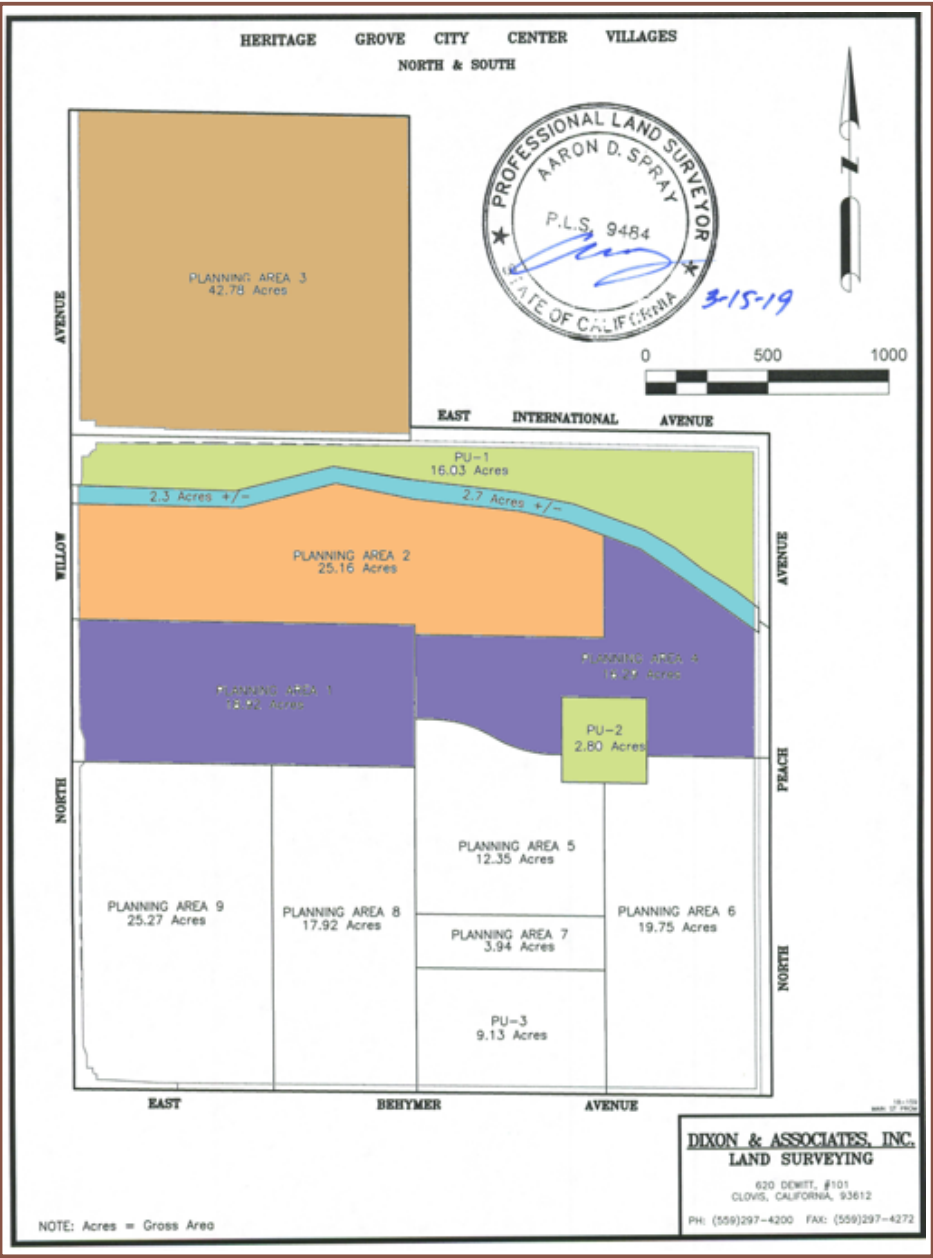 HERITAGE GROVE CITY CENTER VILLAGES
NORTH & SOUTH
PROFESSIONAL LAND SURVEYOR
AARON D. SPRAY
P.L.S. 9484
STATE OF CALIFORNIA
3-15-19
PLANNING AREA 3
42.78 Acres
AVENUE
0 500 1000
EAST INTERNATIONAL AVENUE
PU-1
16.03 Acres
2.3 Acres +/-
2.7 Acres +/-
WILLOW
AVENUE
PLANNING AREA 2
25.16 Acres
PLANNING AREA 4
PLANNING AREA 1
PU-2
2.80 Acres
NORTH
PEACH
PLANNING AREA 5
12.35 Acres
PLANNING AREA 9
25.27 Acres
PLANNING AREA 8
17.92 Acres
PLANNING AREA 6
19.75 Acres
PLANNING AREA 7
3.94 Acres
NORTH
PU-3
9.13 Acres
EAST BEHYMER AVENUE
DIXON & ASSOCIATES, INC.
LAND SURVEYING
620 DEWITT, #101
CLOVIS, CALIFORNIA, 93612
PH: (559)297-4200 FAX: (559)297-4272
NOTE: Acres = Gross Area